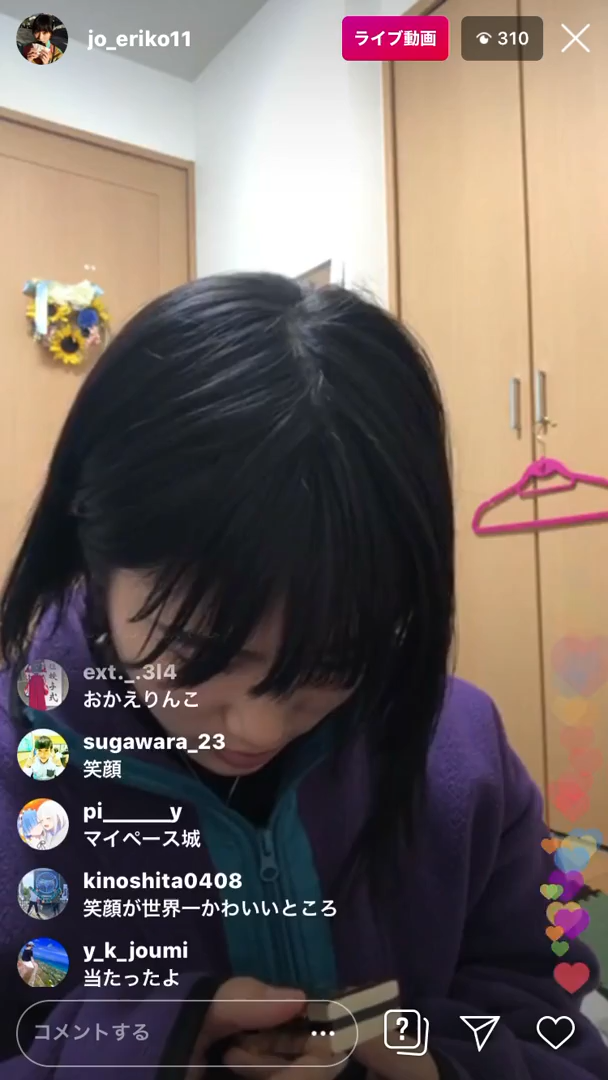 jo_eriko11
ライブ動画
310
ext._.3l4
おかえりんこ
sugawara_23
笑顔
pi______y
マイペース城
kinoshita0408
笑顔が世界一かわいいところ
y_k_joumi
当たったよ
コメントする